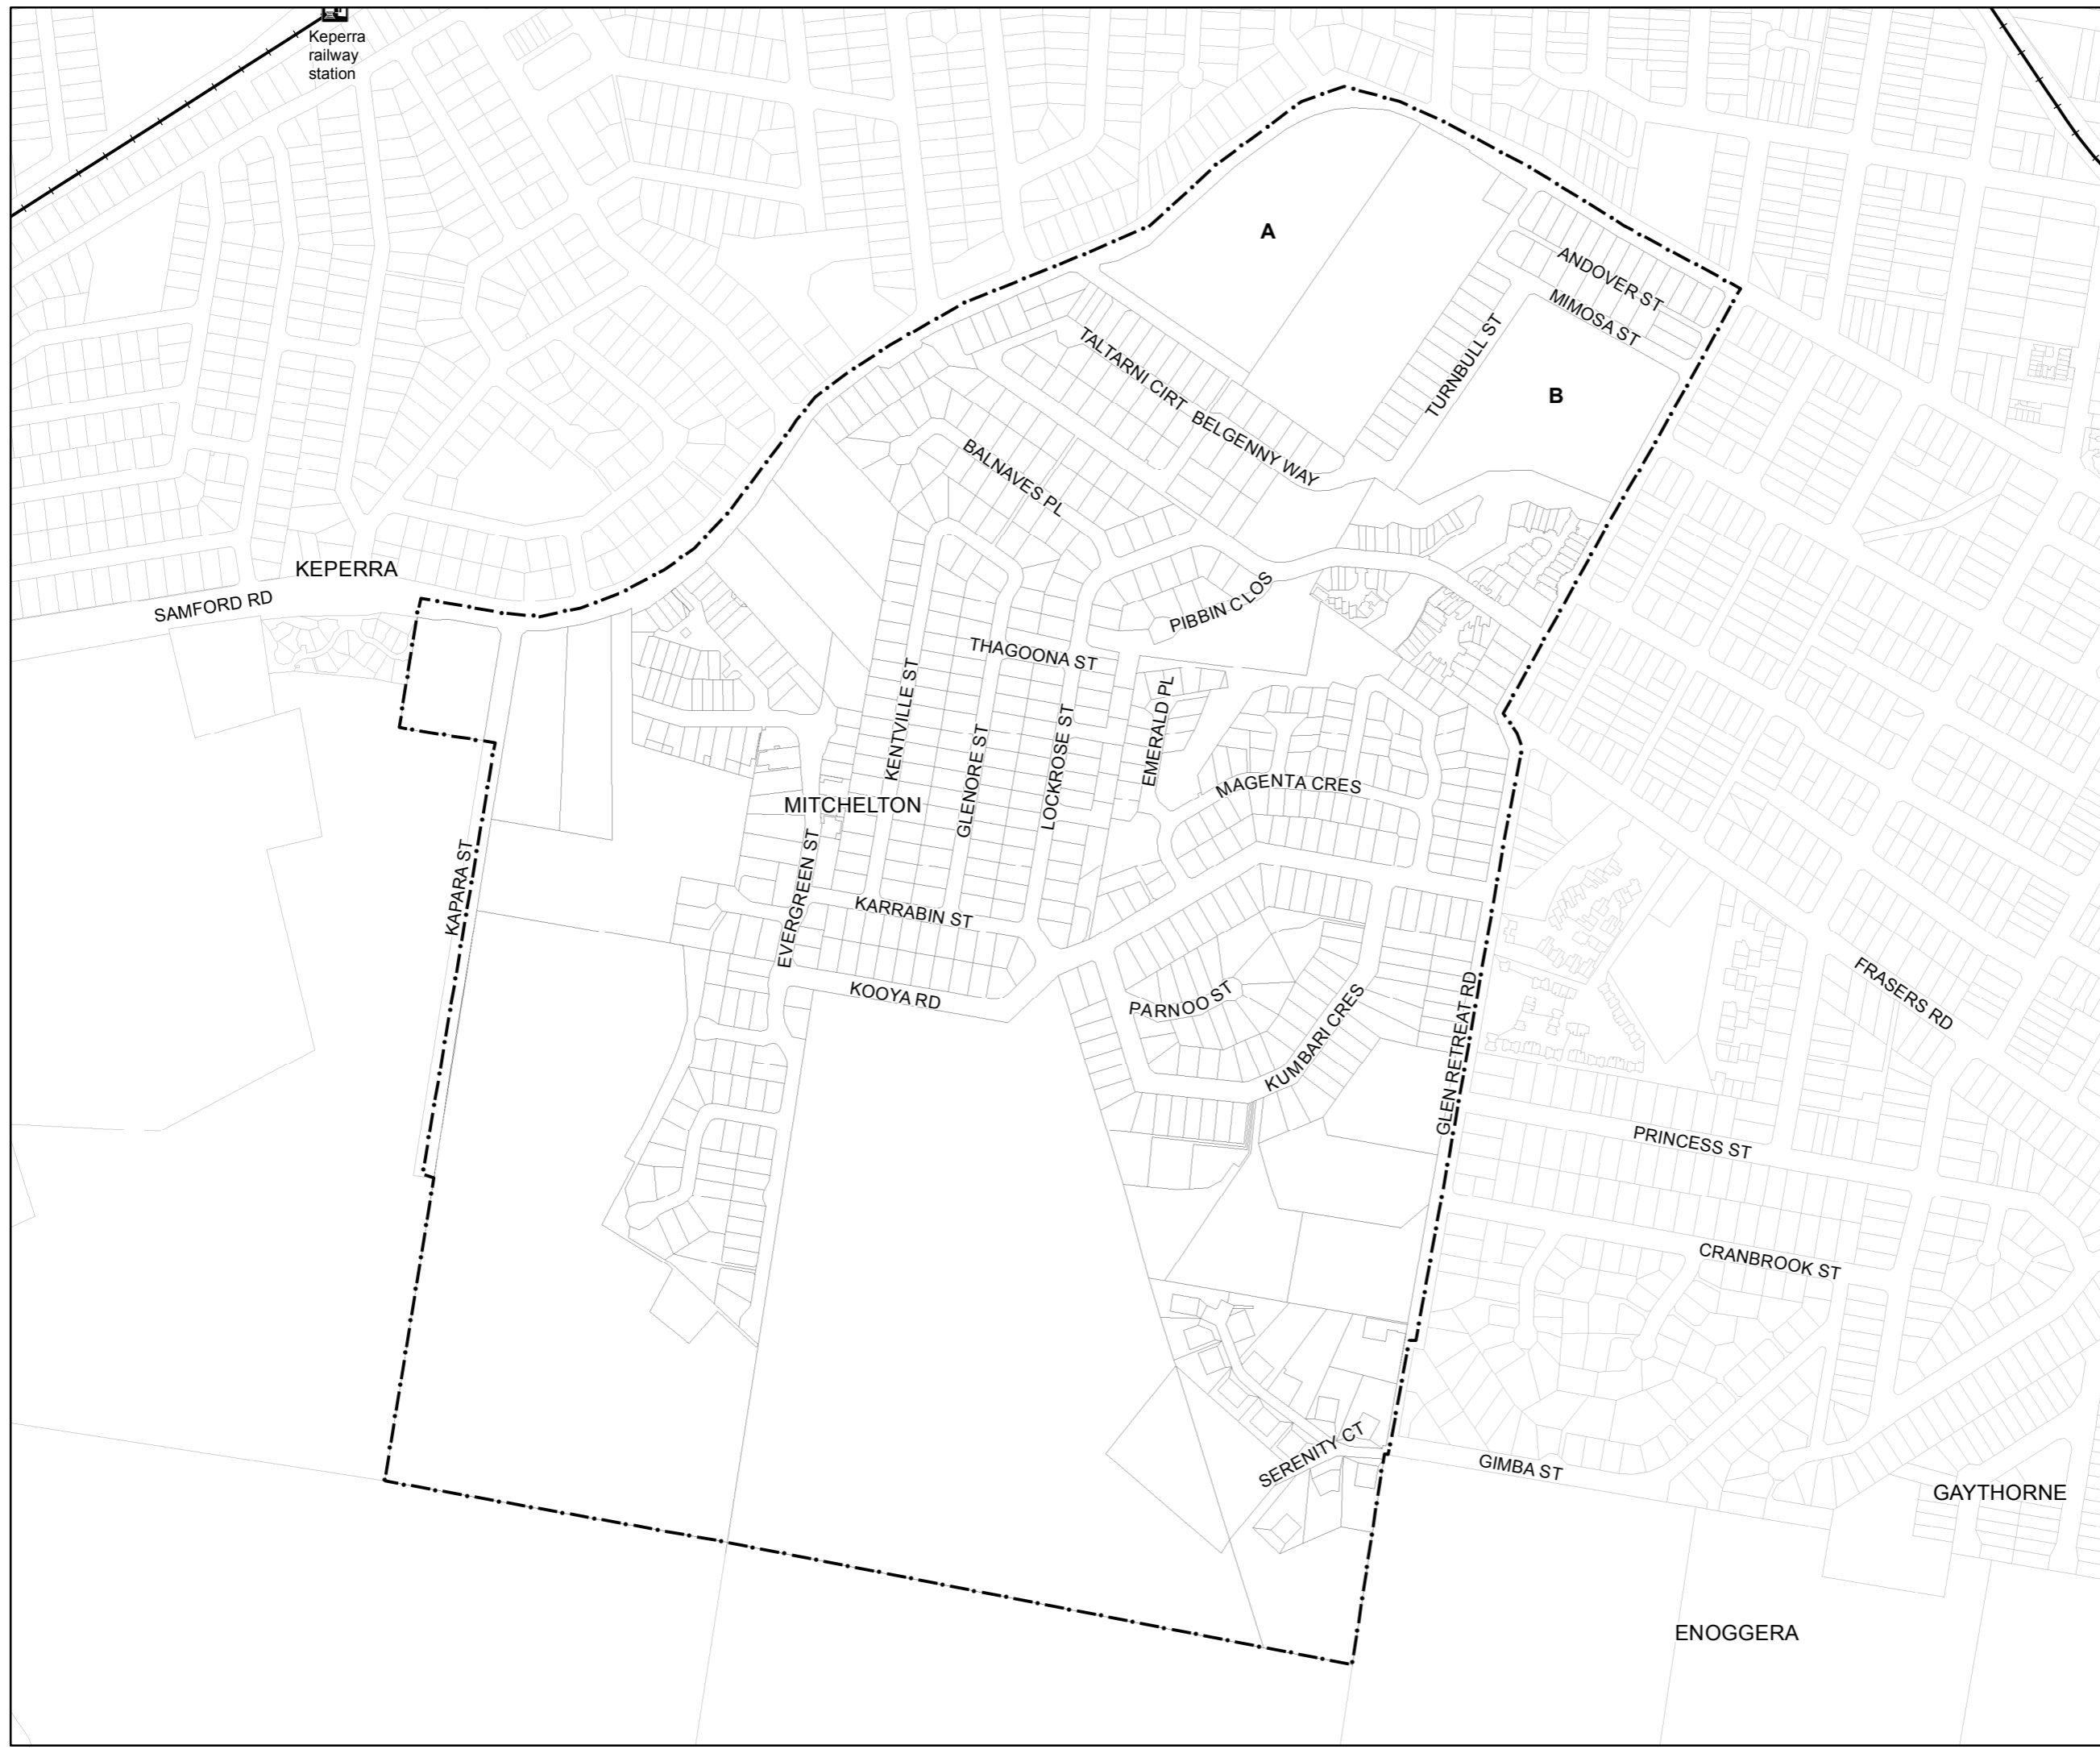 Keperra
railway
station
A
ANDOVER ST
MIMOSA ST
TURNBULL ST
TALTARNI CIRT
BELGENNY WAY
B
BALNAVES PL
KEPERRA
SAMFORD RD
PIBBIN CLOS
THAGOONA ST
KENTVILLE ST
GLENORE ST
LOCKROSE ST
EMERALD PL
MAGENTA CRES
MITCHELTON
KAPARA ST
EVERGREEN ST
KARRABIN ST
KOOYA RD
PARNOO ST
KUMBARI CRES
GLEN RETREAT RD
FRASERS RD
PRINCESS ST
CRANBROOK ST
SERENITY CT
GIMBA ST
GAYTHORNE
ENOGGERA